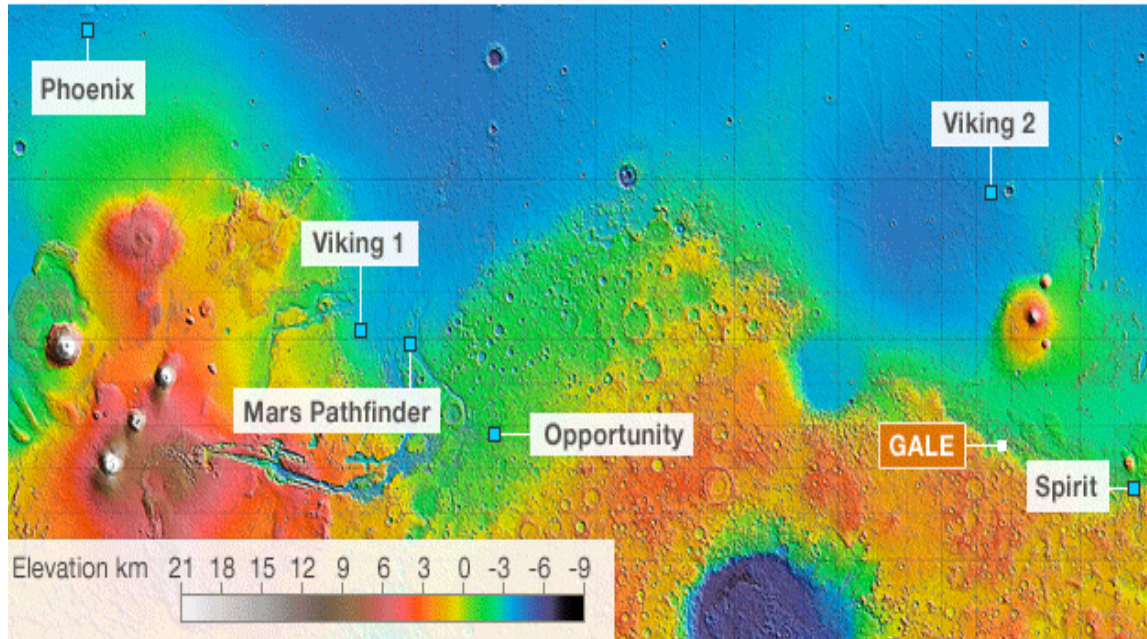 Phoenix
Viking 2
Viking 1
Mars Pathfinder
Opportunity
GALE
Spirit
Elevation km 21 18 15 12 9 6 3 0 -3 -6 -9